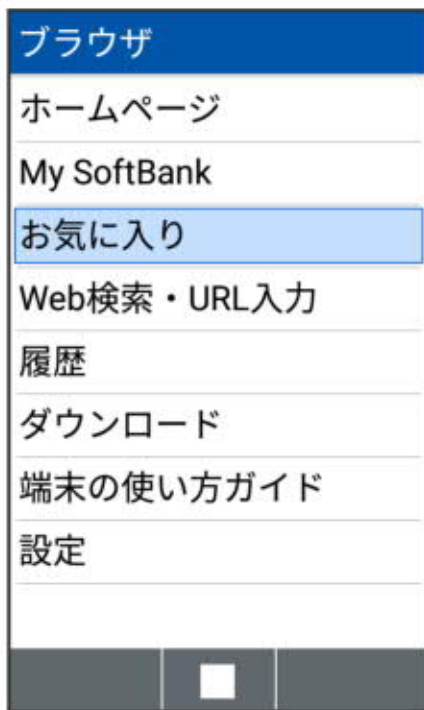 ブラウザ
ホームページ
My SoftBank
お気に入り
Web検索・URL入力
履歴
ダウンロード
端末の使い方ガイド
設定